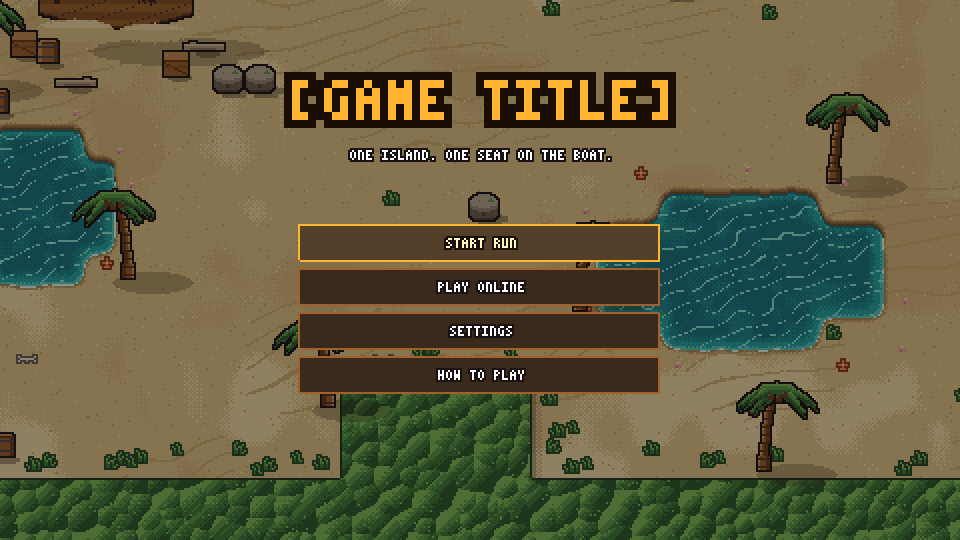 [GAME TITLE]
ONE ISLAND. ONE SEAT ON THE BOAT.
START RUN
PLAY ONLINE
SETTINGS
HOW TO PLAY